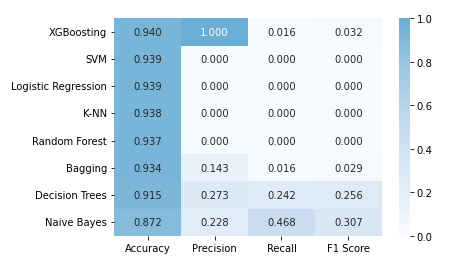 XGBoosting 0.940 1.000 0.016 0.032
SVM 0.939 0.000 0.000 0.000
Logistic Regression 0.939 0.000 0.000 0.000
K-NN 0.938 0.000 0.000 0.000
Random Forest 0.937 0.000 0.000 0.000
Bagging 0.934 0.143 0.016 0.029
Decision Trees 0.915 0.273 0.242 0.256
Naive Bayes 0.872 0.228 0.468 0.307
Accuracy Precision Recall F1 Score
1.0
0.8
0.6
0.4
0.2
0.0